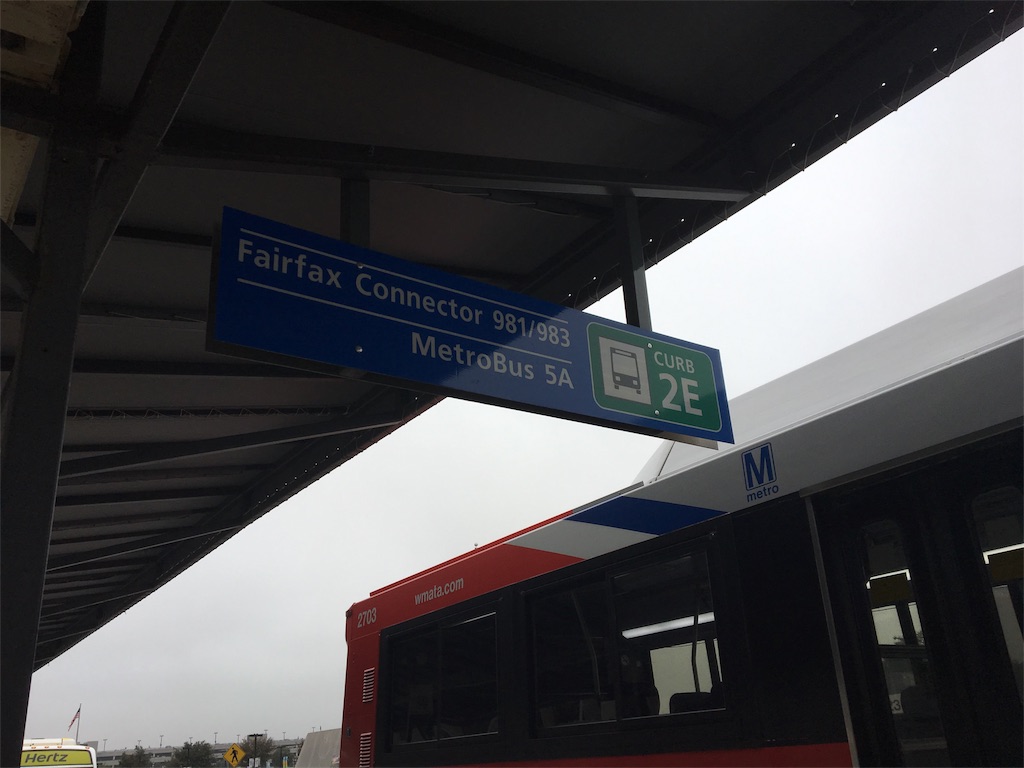 Fairfax Connector 981/983
MetroBus 5A
CURB
2E
M
metro
wmata.com
2703
Hertz